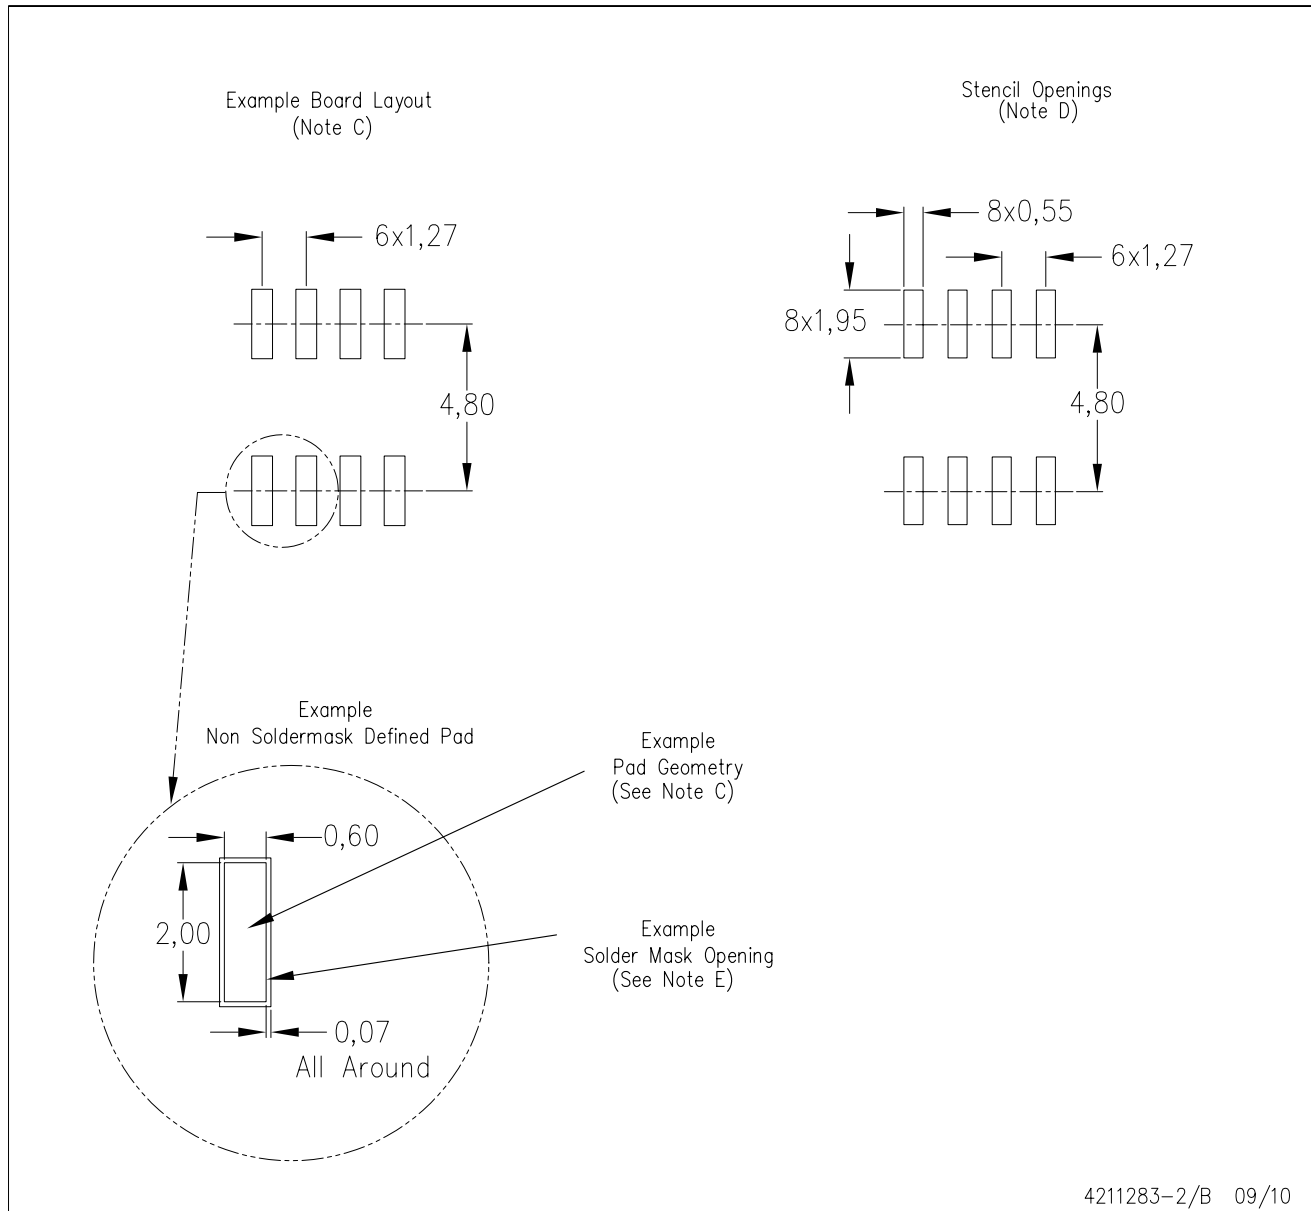 Example Board Layout
(Note C)
6x1,27
4,80
Stencil Openings
(Note D)
8x0,55
6x1,27
8x1,95
4,80
Example
Non Soldermask Defined Pad
Example
Pad Geometry
(See Note C)
0,60
2,00
Example
Solder Mask Opening
(See Note E)
0,07
All Around
4211283-2/B 09/10